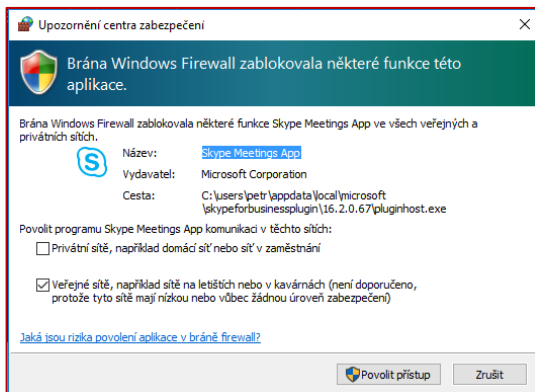 Upozornění centra zabezpečení
Brána Windows Firewall zablokovala některé funkce této
aplikace.
Brána Windows Firewall zablokovala některé funkce Skype Meetings App ve všech veřejných a
privátních sítích.
Název: Skype Meetings App
Vydavatel: Microsoft Corporation
Cesta: C:\users\petr\appdata\local\microsoft
\skypeforbusinessplugin\16.2.0.67\pluginhost.exe
Povolit programu Skype Meetings App komunikaci v těchto sítích:
Privátní sítě, například domácí síť nebo síť v zaměstnání
Veřejné sítě, například sítě na letištích nebo v kavárnách (není doporučeno,
protože tyto sítě mají nízkou nebo vůbec žádnou úroveň zabezpečení)
Jaká jsou rizika povolení aplikace v bráně firewall?
Povolit přístup Zrušit